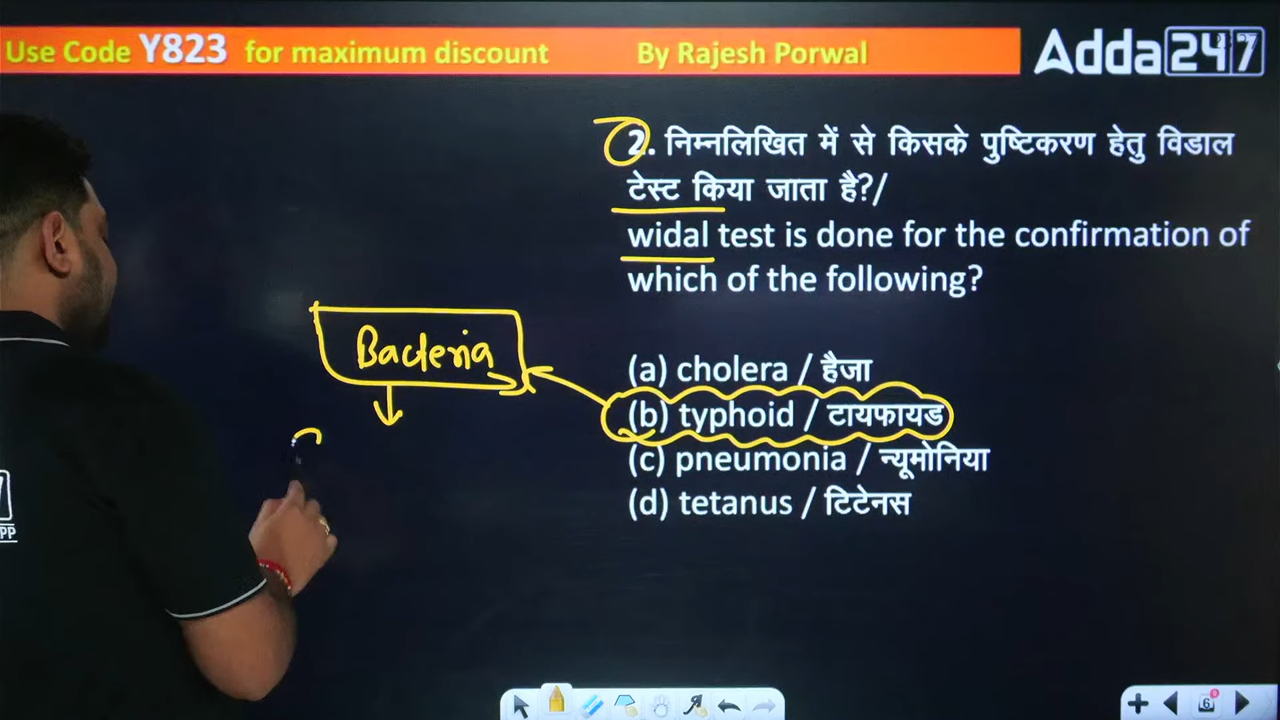 Use Code Y823 for maximum discount By Rajesh Porwal Adda247
2. निम्नलिखित में से किसके पुष्टिकरण हेतु विडाल
टेस्ट किया जाता है?/
widal test is done for the confirmation of
which of the following?
Bacteria
(a) cholera / हैजा
(b) typhoid / टायफायड
(c) pneumonia / न्यूमोनिया
(d) tetanus / टिटेनस
6